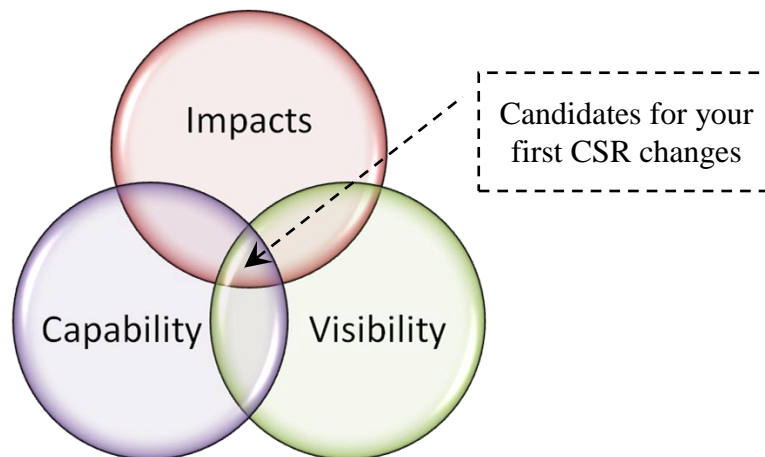 Impacts
Candidates for your
first CSR changes
Capability
Visibility